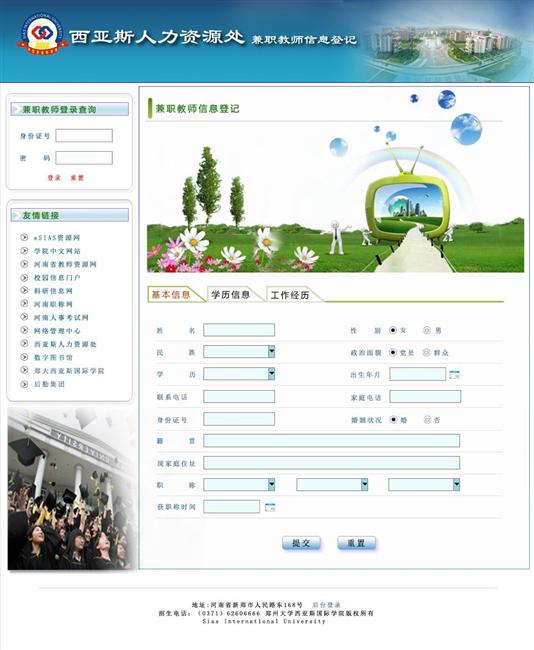 西亚斯人力资源处 兼职教师信息登记
兼职教师登录查询
身份证号
密 码
登录 重置
友情链接
eSIAS资源网
学院中文网站
河南省教师资源网
校园信息门户
科研信息网
河南职称网
河南人事考试网
网络管理中心
西亚斯人力资源处
数字图书馆
郑大西亚斯国际学院
后勤集团
兼职教师信息登记
基本信息 学历信息 工作经历
姓 名 性 别 女 男
民 族 政治面貌 党员 群众
学 历 出生年月
联系电话 家庭电话
身份证号 婚姻状况 婚 否
籍 贯
现家庭住址
职 称
获职称时间
提交 重置
地址:河南省新郑市人民路东168号 后台登录
招生电话:(0371)62606666 郑州大学西亚斯国际学院版权所有
Sias International University